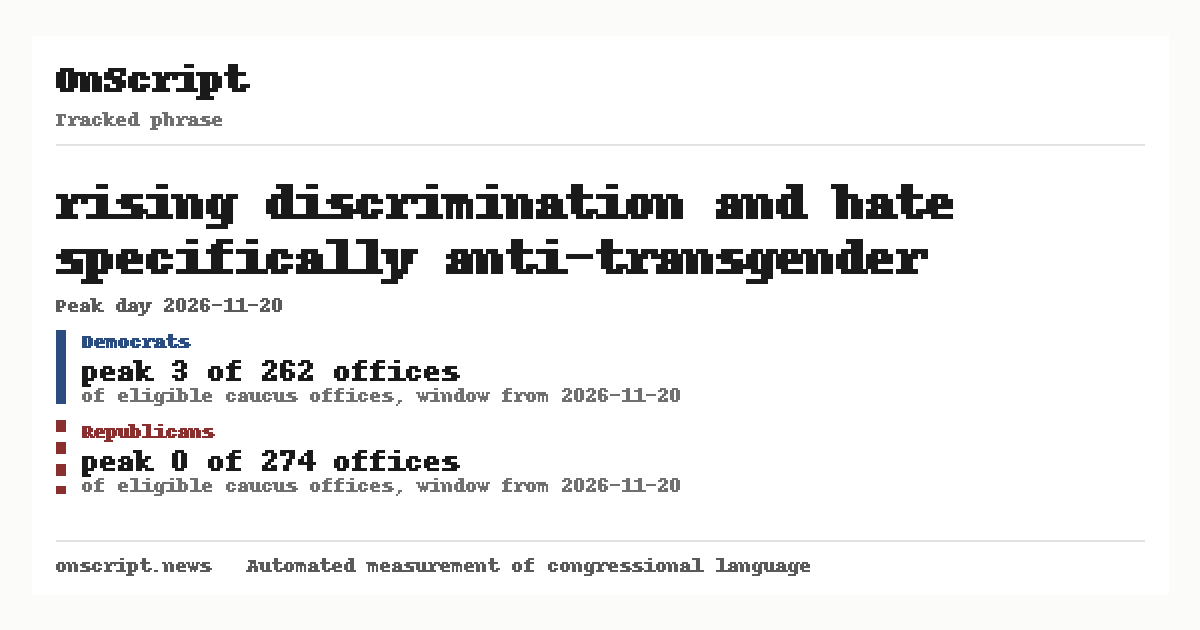 OnScript
Tracked phrase
rising discrimination and hate
specifically anti-transgender
Peak day 2026-11-20
Democrats
peak 3 of 262 offices
of eligible caucus offices, window from 2026-11-20
Republicans
peak 0 of 274 offices
of eligible caucus offices, window from 2026-11-20
onscript.news Automated measurement of congressional language